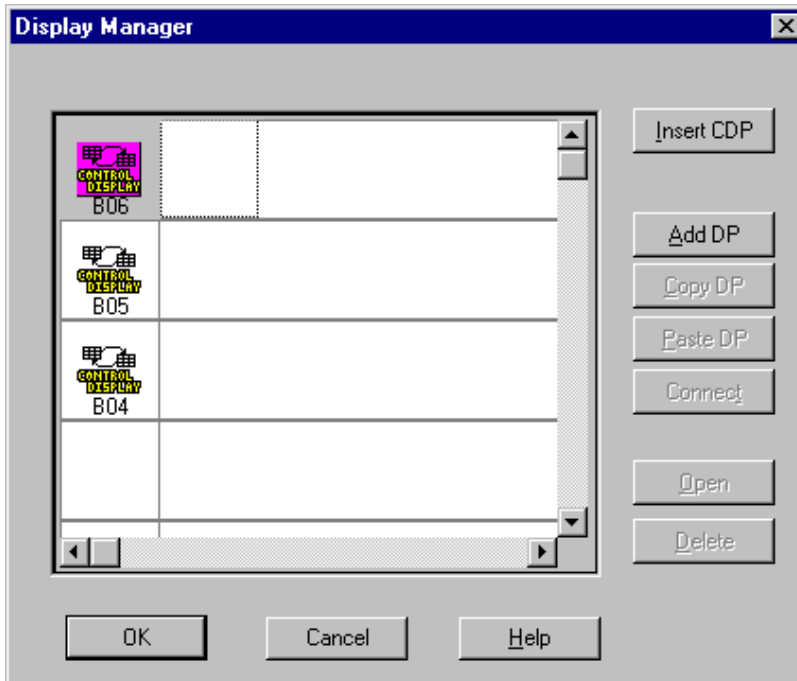 Display Manager
CONTROL
DISPLAY
B06
CONTROL
DISPLAY
B05
CONTROL
DISPLAY
B04
Insert CDP
Add DP
Copy DP
Paste DP
Connect
Open
Delete
OK
Cancel
Help